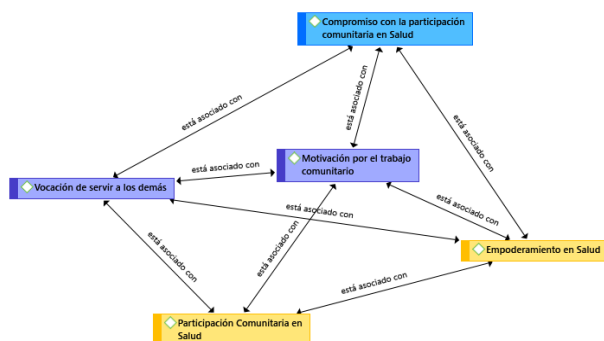 Compromiso con la participación
comunitaria en Salud
está asociado con
está asociado con
está asociado con
Motivación por el trabajo
comunitario
está asociado con
Vocación de servir a los demás
está asociado con
está asociado con
está asociado con
está asociado con
Empoderamiento en Salud
está asociado con
Participación Comunitaria en
Salud